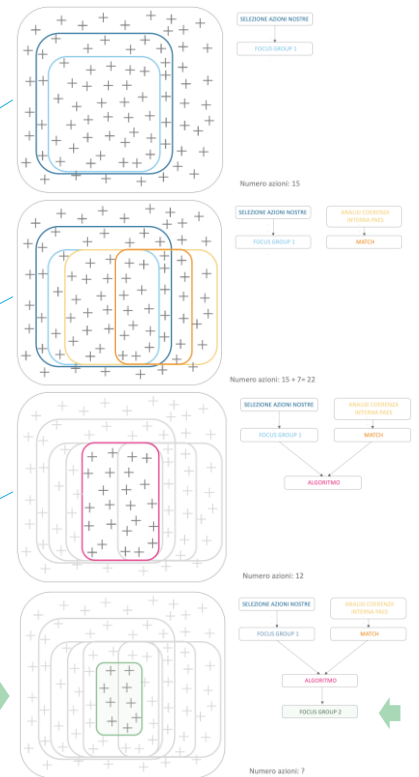 SELEZIONE AZIONI NOSTRE
FOCUS GROUP 1
Numero azioni: 15
SELEZIONE AZIONI NOSTRE
ANALISI COERENZA
INTERNA PAES
FOCUS GROUP 1
MATCH
Numero azioni: 15 + 7= 22
SELEZIONE AZIONI NOSTRE
ANALISI COERENZA
INTERNA PAES
FOCUS GROUP 1
MATCH
ALGORITMO
Numero azioni: 12
SELEZIONE AZIONI NOSTRE
ANALISI COERENZA
INTERNA PAES
FOCUS GROUP 1
MATCH
ALGORITMO
FOCUS GROUP 2
Numero azioni: ?